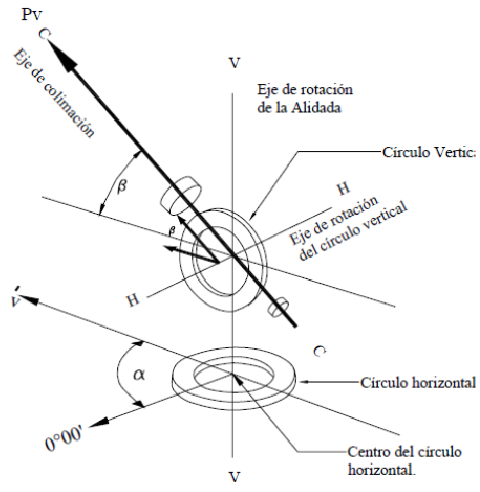 Pv
C
Eje de colimación
V
Eje de rotación
de la Alidada
Círculo Vertic
H
Eje de rotación
del círculo vertical
β
β
H
v'
C
α
Círculo horizontal
0°00'
Centro del círculo
horizontal.
V